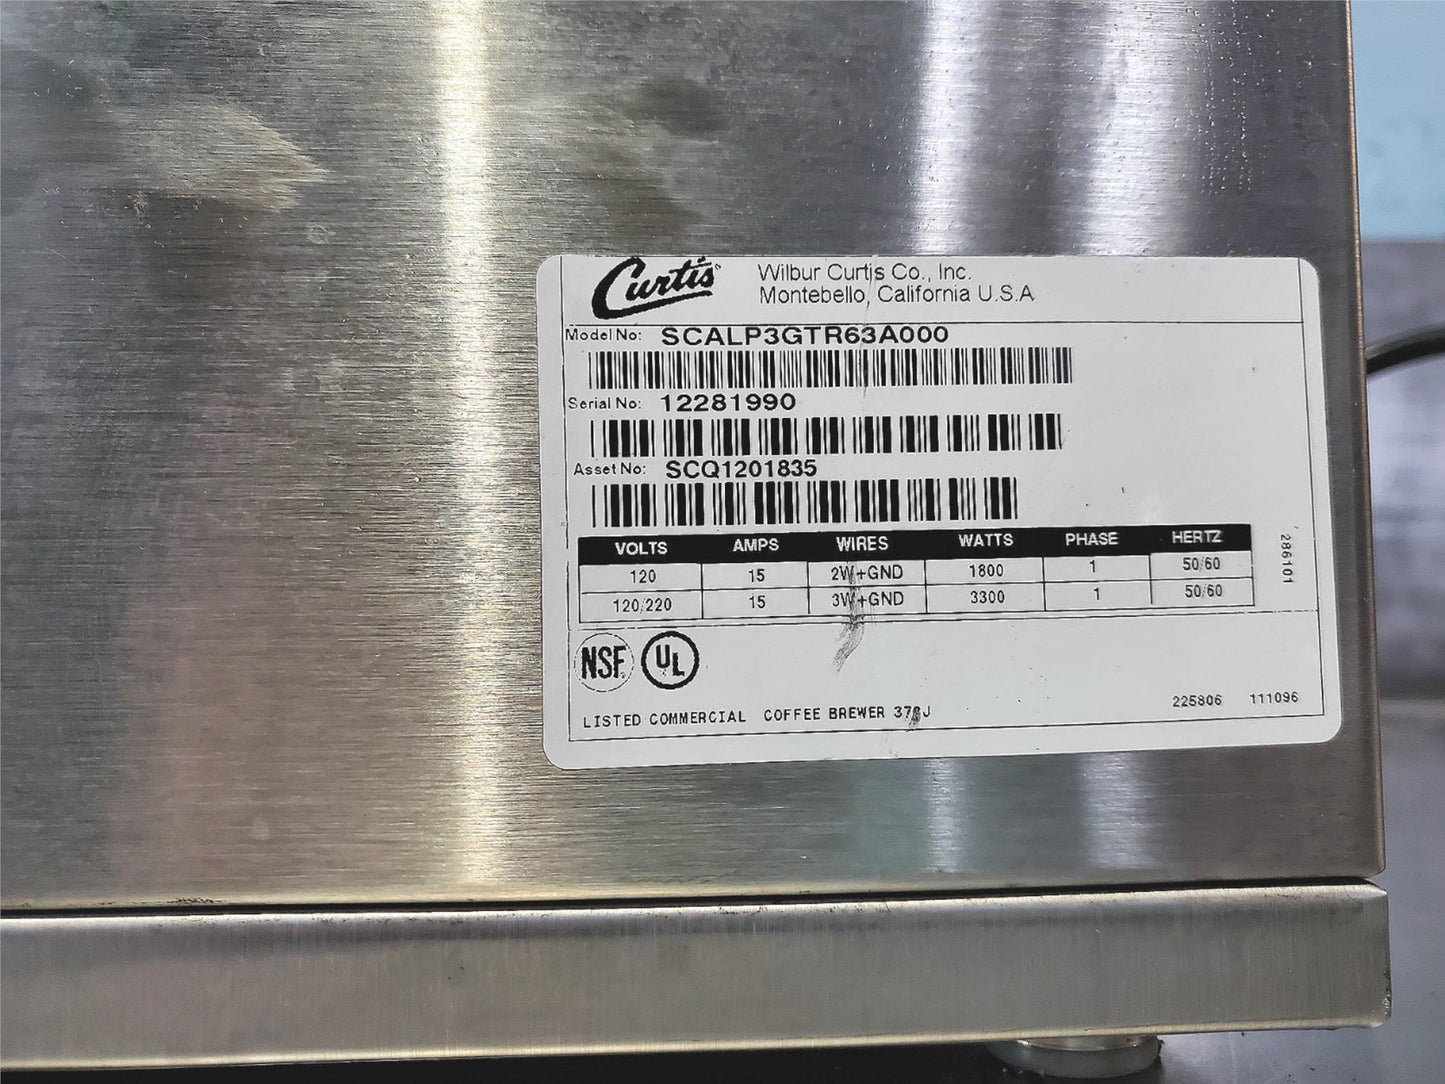 Curtis
Wilbur Curtis Co., Inc.
Montebello, California U.S.A
Model No: SCALP3GTR63A000
Serial No: 12281990
Asset No: SCQ1201835
VOLTS AMPS WIRES WATTS PHASE HERTZ
120 15 2W+GND 1800 1 50/60
120/220 15 3W+GND 3300 1 50/60
286101
NSF UL
LISTED COMMERCIAL COFFEE BREWER
225806 111096